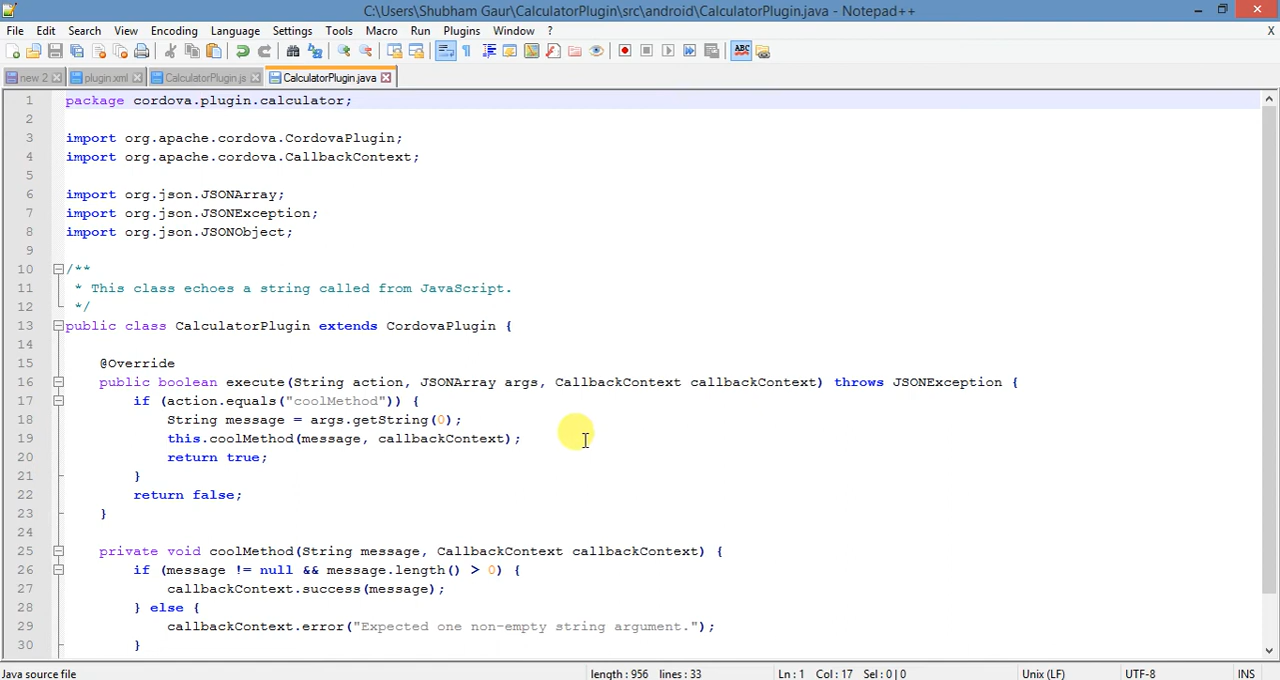 C:\Users\Shubham Gaur\CalculatorPlugin\src\android\CalculatorPlugin.java - Notepad++
File Edit Search View Encoding Language Settings Tools Macro Run Plugins Window ? X
new 2 plugin.xml CalculatorPlugin.js CalculatorPlugin.java
1 package cordova.plugin.calculator;
2
3 import org.apache.cordova.CordovaPlugin;
4 import org.apache.cordova.CallbackContext;
5
6 import org.json.JSONArray;
7 import org.json.JSONException;
8 import org.json.JSONObject;
9
10 /**
11 * This class echoes a string called from JavaScript.
12 */
13 public class CalculatorPlugin extends CordovaPlugin {
14
15 @Override
16 public boolean execute(String action, JSONArray args, CallbackContext callbackContext) throws JSONException {
17 if (action.equals("coolMethod")) {
18 String message = args.getString(0);
19 this.coolMethod(message, callbackContext);
20 return true;
21 }
22 return false;
23 }
24
25 private void coolMethod(String message, CallbackContext callbackContext) {
26 if (message != null && message.length() > 0) {
27 callbackContext.success(message);
28 } else {
29 callbackContext.error("Expected one non-empty string argument.");
30 }
Java source file length : 956 lines : 33 Ln : 1 Col : 17 Sel : 0 | 0 Unix (LF) UTF-8 INS